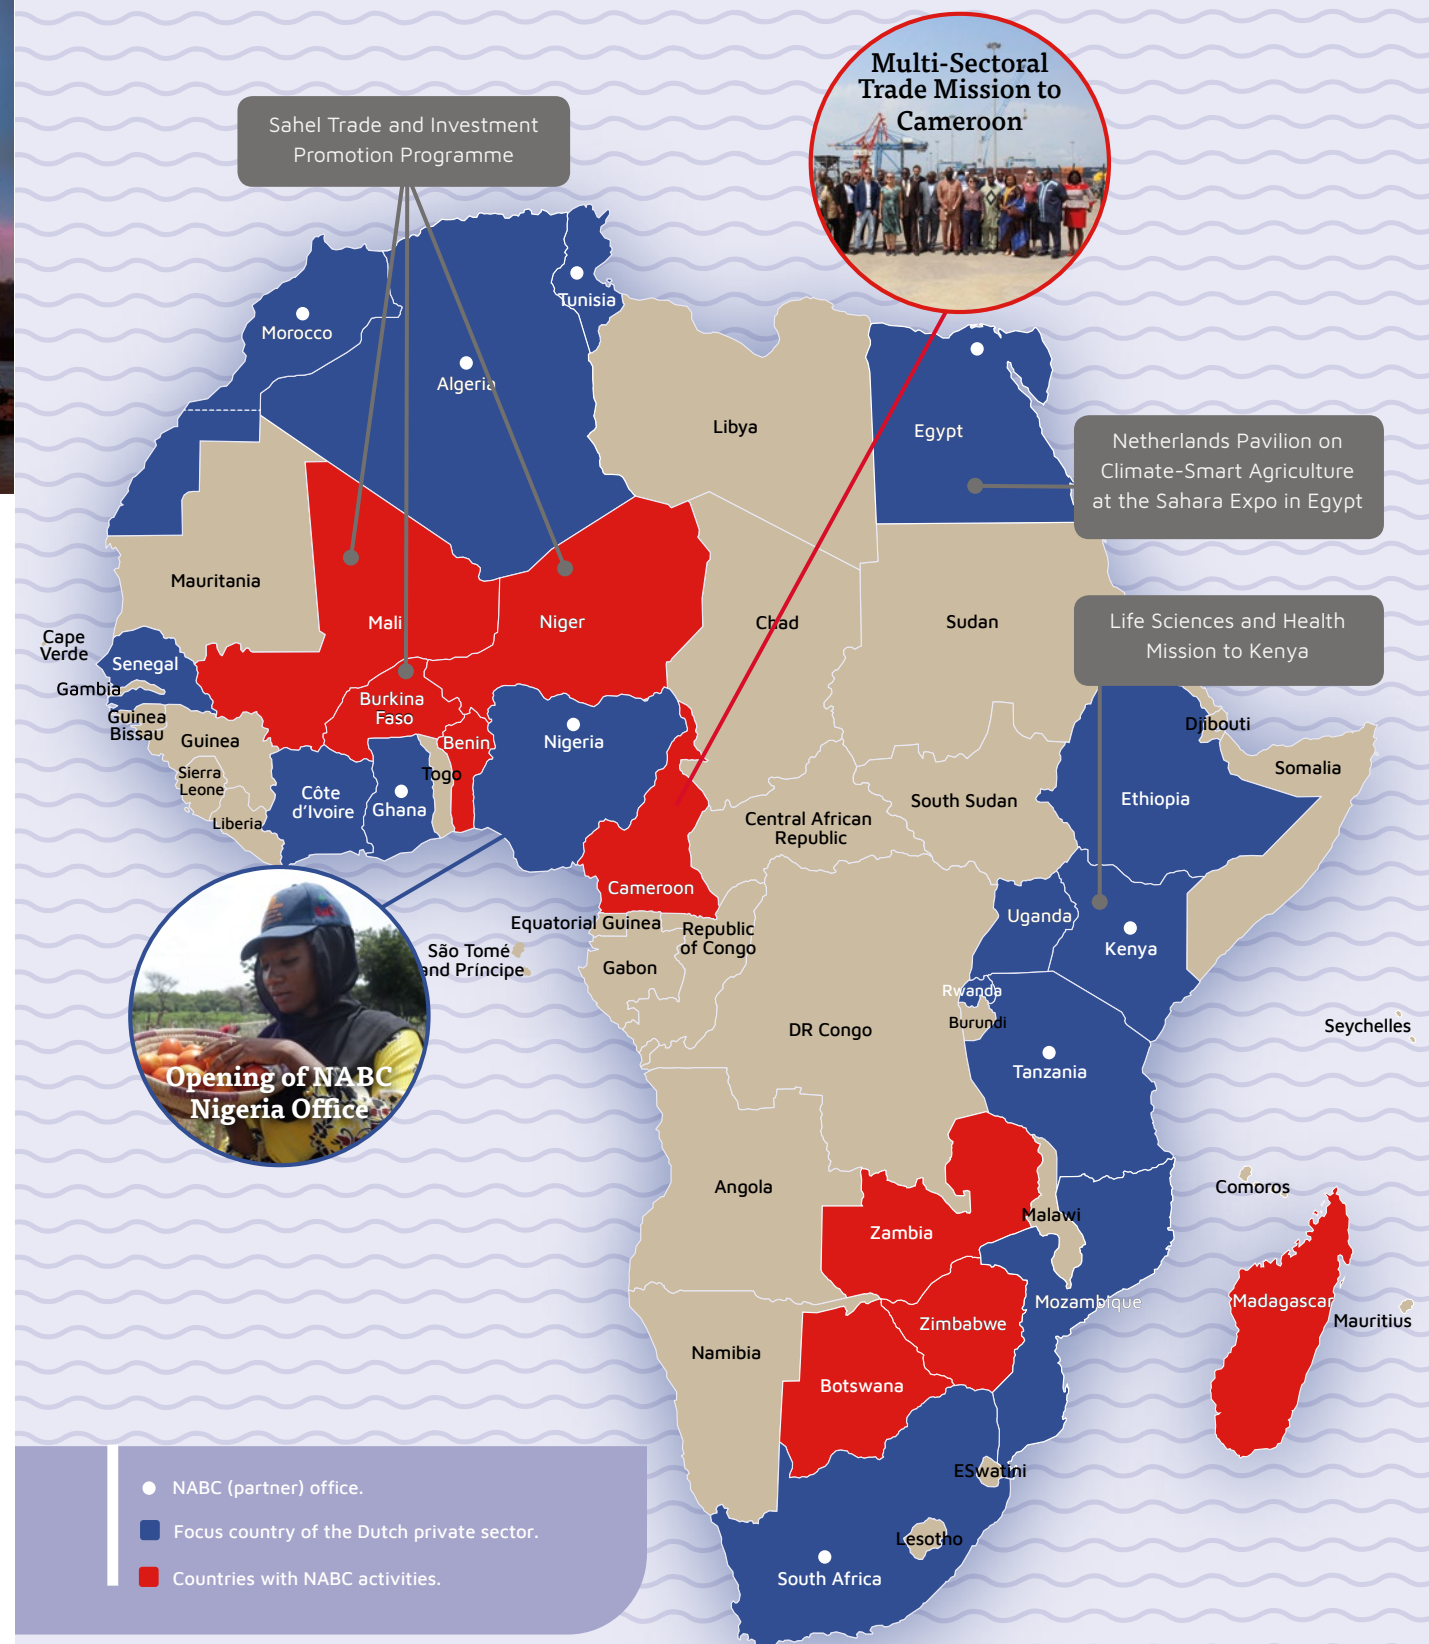 Multi-Sectoral
Trade Mission to
Cameroon
Sahel Trade and Investment
Promotion Programme
Tunisia
Morocco
Algeria
Libya
Egypt
Netherlands Pavilion on
Climate-Smart Agriculture
at the Sahara Expo in Egypt
Mauritania
Mali
Niger
Chad
Sudan
Life Sciences and Health
Mission to Kenya
Cape
Verde
Senegal
Gambia
Guinea
Bissau
Guinea
Burkina
Faso
Benin
Nigeria
Djibouti
Somalia
Sierra
Leone
Togo
Côte
d'Ivoire
Ghana
Liberia
Central African
Republic
South Sudan
Ethiopia
Cameroon
Equatorial Guinea
Republic
of Congo
São Tomé
and Príncipe
Gabon
Uganda
Kenya
Rwanda
Burundi
DR Congo
Seychelles
Tanzania
Opening of NABC
Nigeria Office
Angola
Comoros
Malawi
Zambia
Mozambique
Madagascar
Mauritius
Zimbabwe
Namibia
Botswana
ESwatini
Lesotho
South Africa
NABC (partner) office.
Focus country of the Dutch private sector.
Countries with NABC activities.